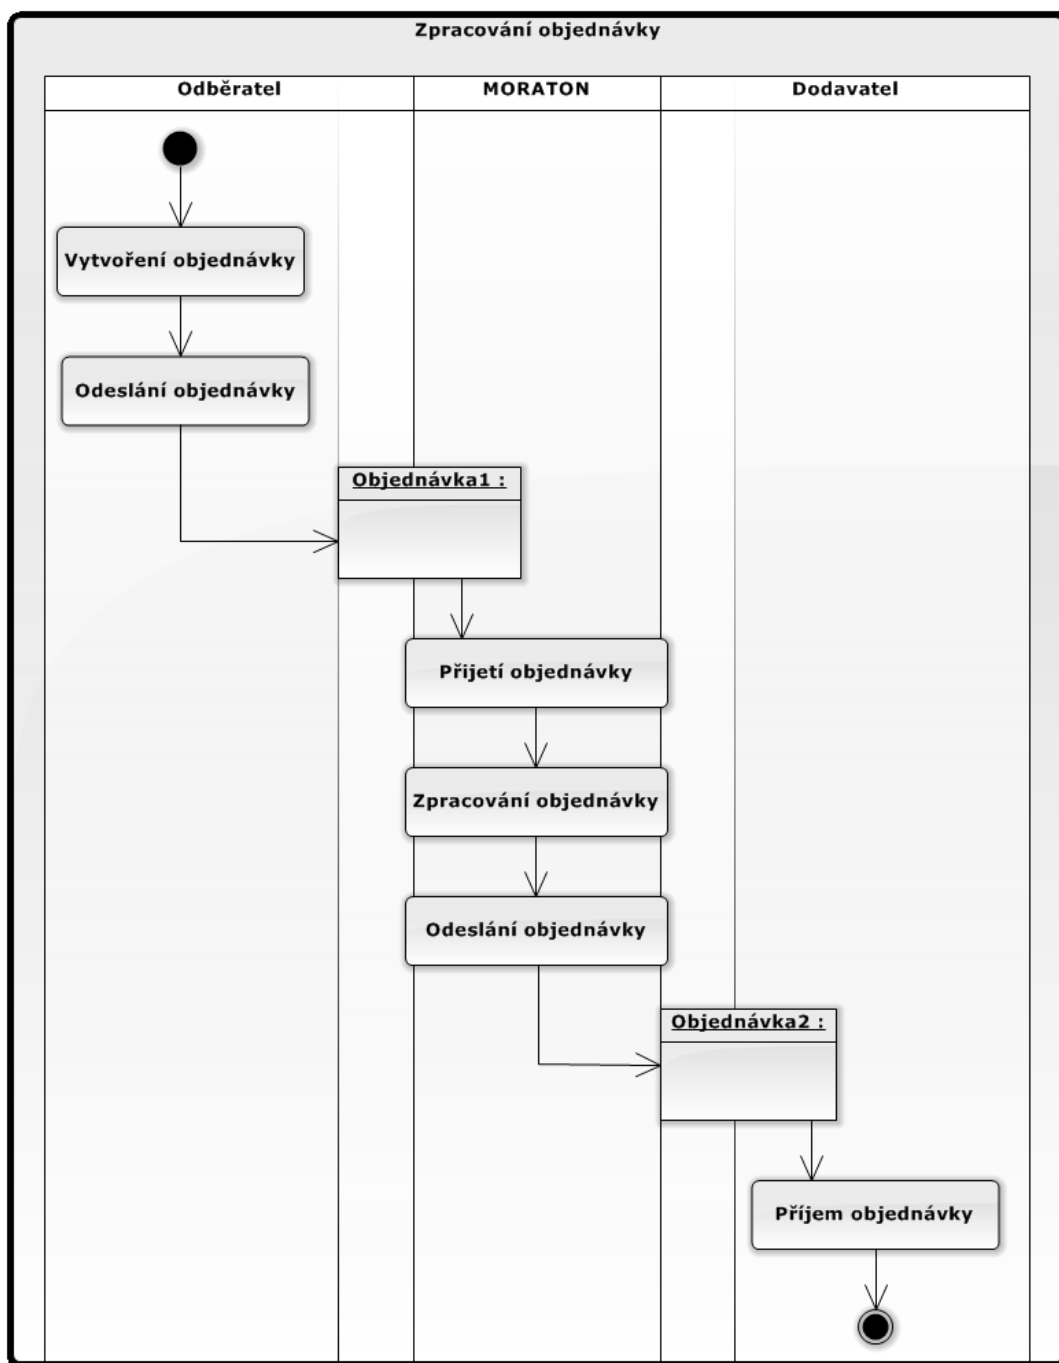 Zpracování objednávky
Odběratel
MORATON
Dodavatel
Vytvoření objednávky
Odeslání objednávky
Objednávka1 :
Přijetí objednávky
Zpracování objednávky
Odeslání objednávky
Objednávka2 :
Příjem objednávky